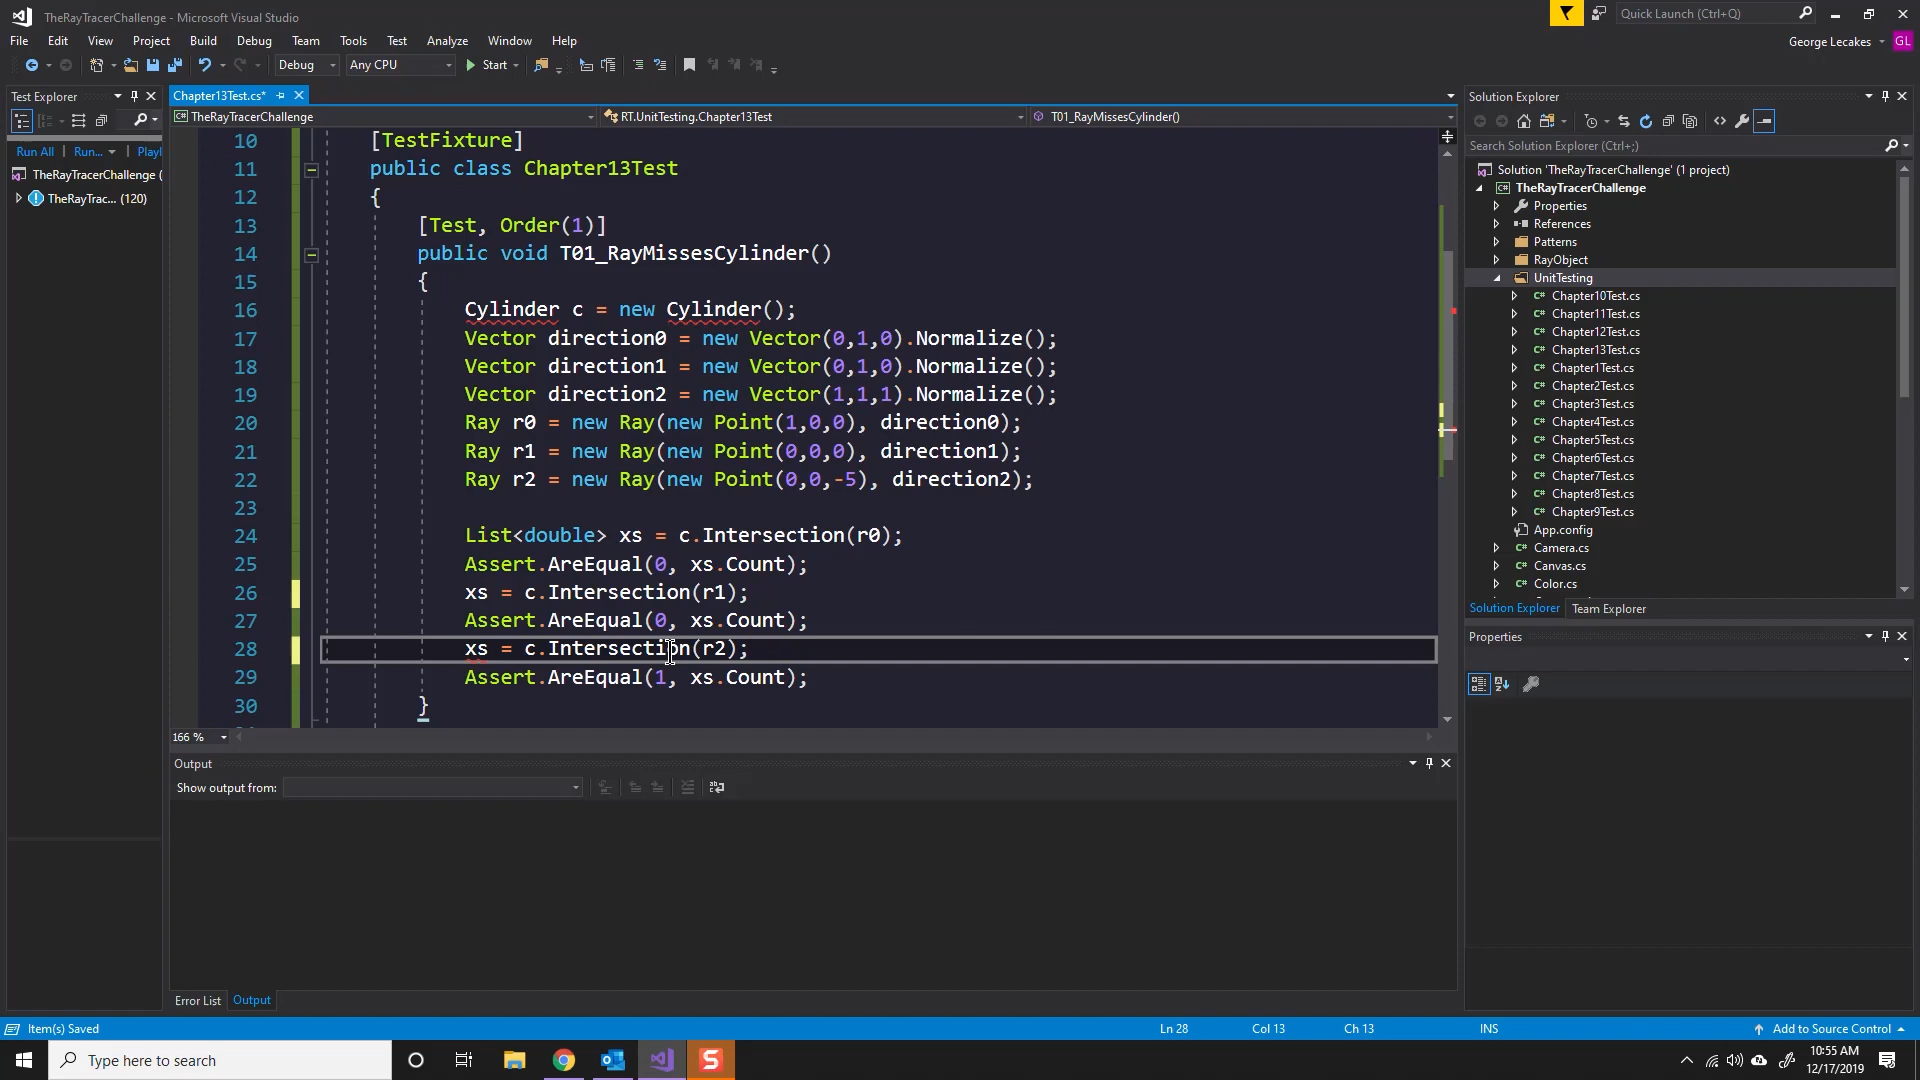 TheRayTracerChallenge - Microsoft Visual Studio
Quick Launch (Ctrl+Q)
File Edit View Project Build Debug Team Tools Test Analyze Window Help
George Lecakes GL
Debug Any CPU Start
Test Explorer
Run All Run... Playl
TheRayTracerChallenge (
TheRayTrac... (120)
Chapter13Test.cs*
TheRayTracerChallenge RT.UnitTesting.Chapter13Test T01_RayMissesCylinder()
10 [TestFixture]
11 public class Chapter13Test
12 {
13 [Test, Order(1)]
14 public void T01_RayMissesCylinder()
15 {
16 Cylinder c = new Cylinder();
17 Vector direction0 = new Vector(0,1,0).Normalize();
18 Vector direction1 = new Vector(0,1,0).Normalize();
19 Vector direction2 = new Vector(1,1,1).Normalize();
20 Ray r0 = new Ray(new Point(1,0,0), direction0);
21 Ray r1 = new Ray(new Point(0,0,0), direction1);
22 Ray r2 = new Ray(new Point(0,0,-5), direction2);
23
24 List<double> xs = c.Intersection(r0);
25 Assert.AreEqual(0, xs.Count);
26 xs = c.Intersection(r1);
27 Assert.AreEqual(0, xs.Count);
28 xs = c.Intersection(r2);
29 Assert.AreEqual(1, xs.Count);
30 }
166 %
Output
Show output from:
Error List Output
Solution Explorer
Search Solution Explorer (Ctrl+;)
Solution 'TheRayTracerChallenge' (1 project)
C# TheRayTracerChallenge
Properties
References
Patterns
RayObject
UnitTesting
C# Chapter10Test.cs
C# Chapter11Test.cs
C# Chapter12Test.cs
C# Chapter13Test.cs
C# Chapter1Test.cs
C# Chapter2Test.cs
C# Chapter3Test.cs
C# Chapter4Test.cs
C# Chapter5Test.cs
C# Chapter6Test.cs
C# Chapter7Test.cs
C# Chapter8Test.cs
C# Chapter9Test.cs
App.config
C# Camera.cs
C# Canvas.cs
C# Color.cs
Solution Explorer Team Explorer
Properties
Item(s) Saved Ln 28 Col 13 Ch 13 INS Add to Source Control
Type here to search
S
10:55 AM
12/17/2019